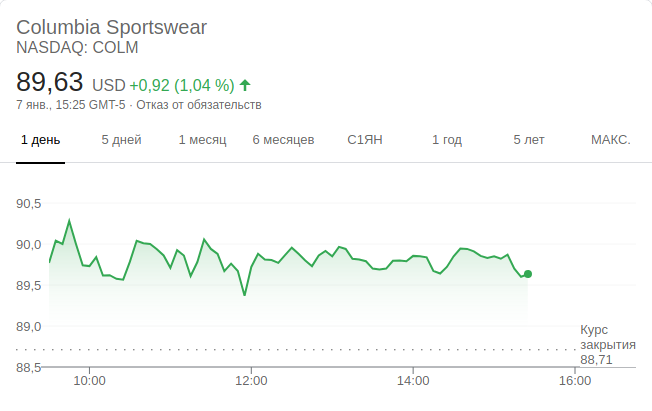 Columbia Sportswear
NASDAQ: COLM
89,63 USD +0,92 (1,04 %)
7 янв., 15:25 GMT-5 · Отказ от обязательств
1 день 5 дней 1 месяц 6 месяцев С1ЯН 1 год 5 лет МАКС.
90,5
90,0
89,5
89,0
Курс
закрытия
88,71
88,5
10:00 12:00 14:00 16:00